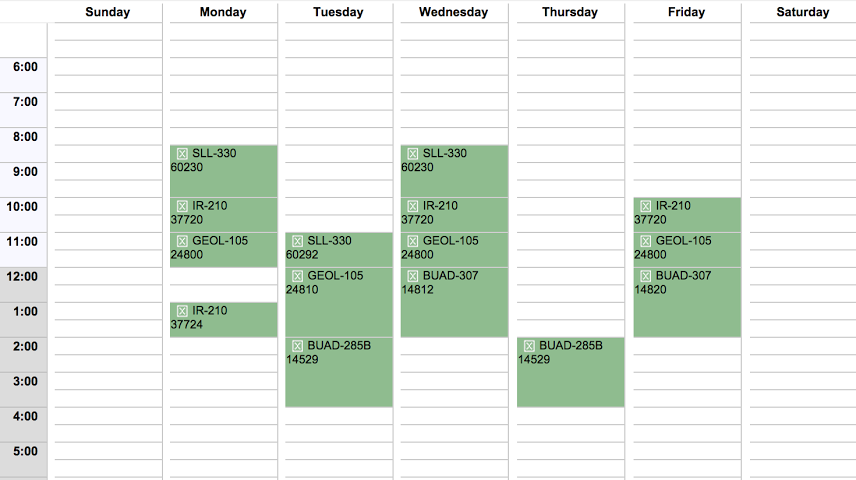 Sunday Monday Tuesday Wednesday Thursday Friday Saturday
6:00
7:00
8:00
SLL-330 SLL-330
60230 60230
9:00
10:00 IR-210 IR-210 IR-210
37720 37720 37720
11:00 GEOL-105 SLL-330 GEOL-105 GEOL-105
24800 60292 24800 24800
12:00 GEOL-105 BUAD-307 BUAD-307
24810 14812 14820
1:00 IR-210
37724
2:00 BUAD-285B BUAD-285B
14529 14529
3:00
4:00
5:00